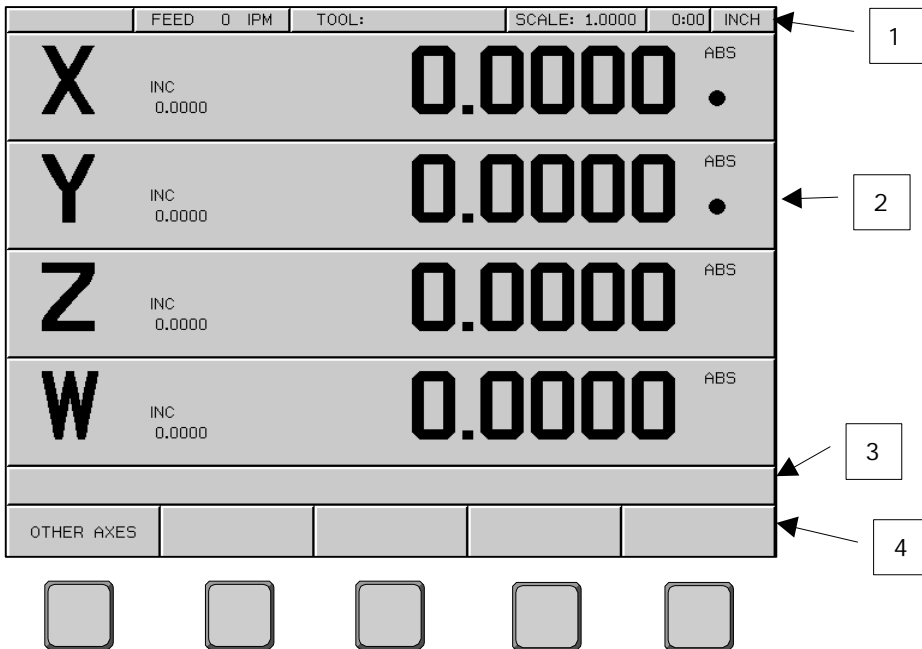 FEED 0 IPM TOOL: SCALE: 1.0000 0:00 INCH
1
X INC 0.0000 0.0000 ABS
Y INC 0.0000 0.0000 ABS
2
Z INC 0.0000 0.0000 ABS
W INC 0.0000 0.0000 ABS
3
OTHER AXES
4